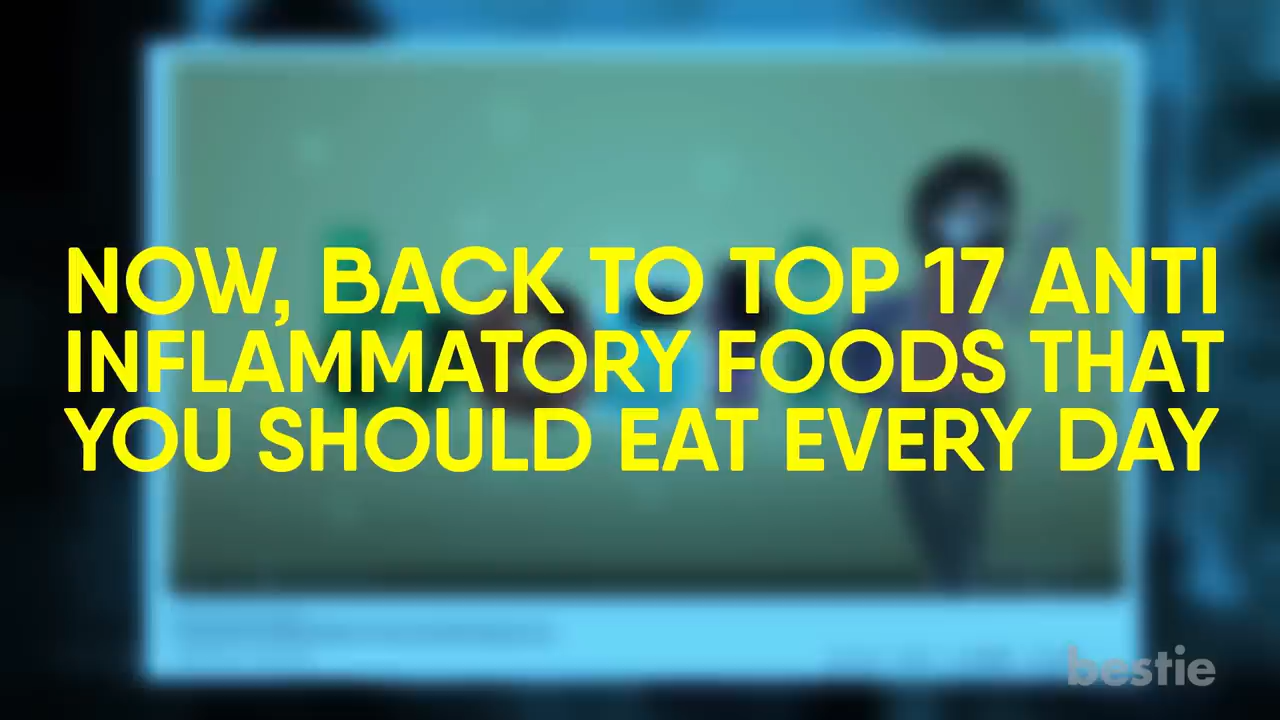 NOW, BACK TO TOP 17 ANTI
INFLAMMATORY FOODS THAT
YOU SHOULD EAT EVERY DAY
bestie